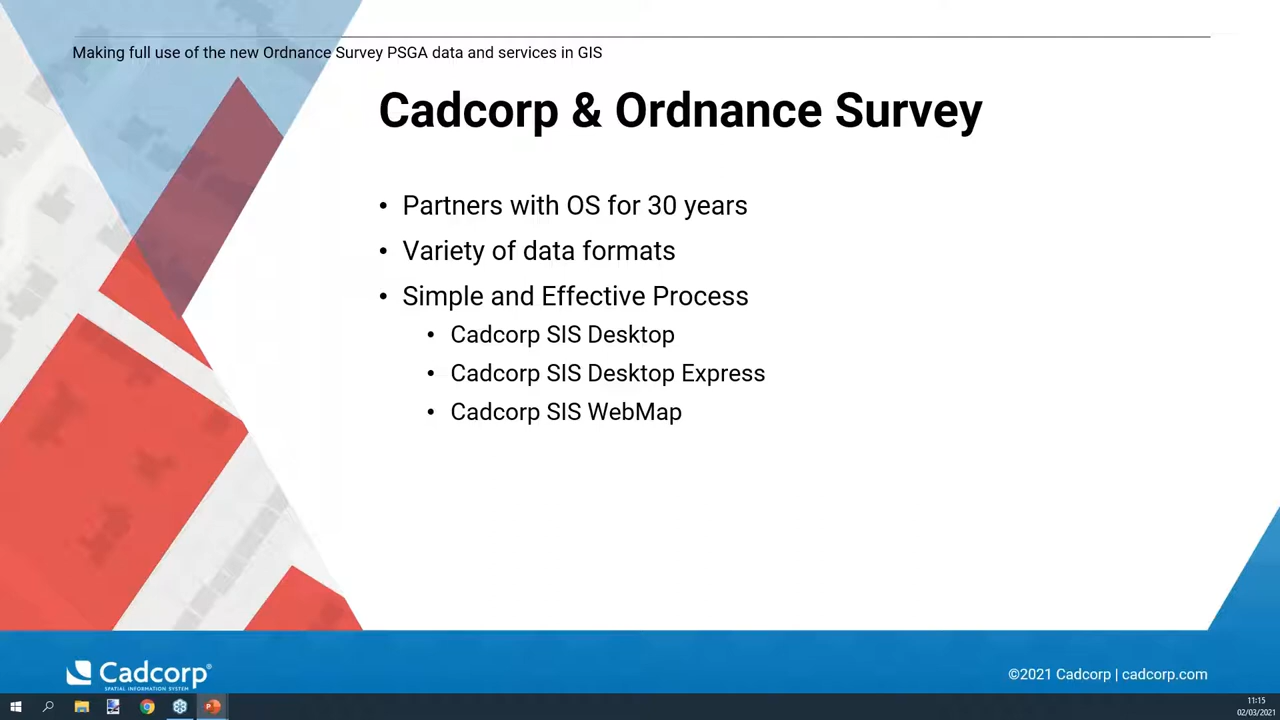 Making full use of the new Ordnance Survey PSGA data and services in GIS
Cadcorp & Ordnance Survey
• Partners with OS for 30 years
• Variety of data formats
• Simple and Effective Process
• Cadcorp SIS Desktop
• Cadcorp SIS Desktop Express
• Cadcorp SIS WebMap
Cadcorp®
SPATIAL INFORMATION SYSTEM
©2021 Cadcorp | cadcorp.com
11:15
02/03/2021